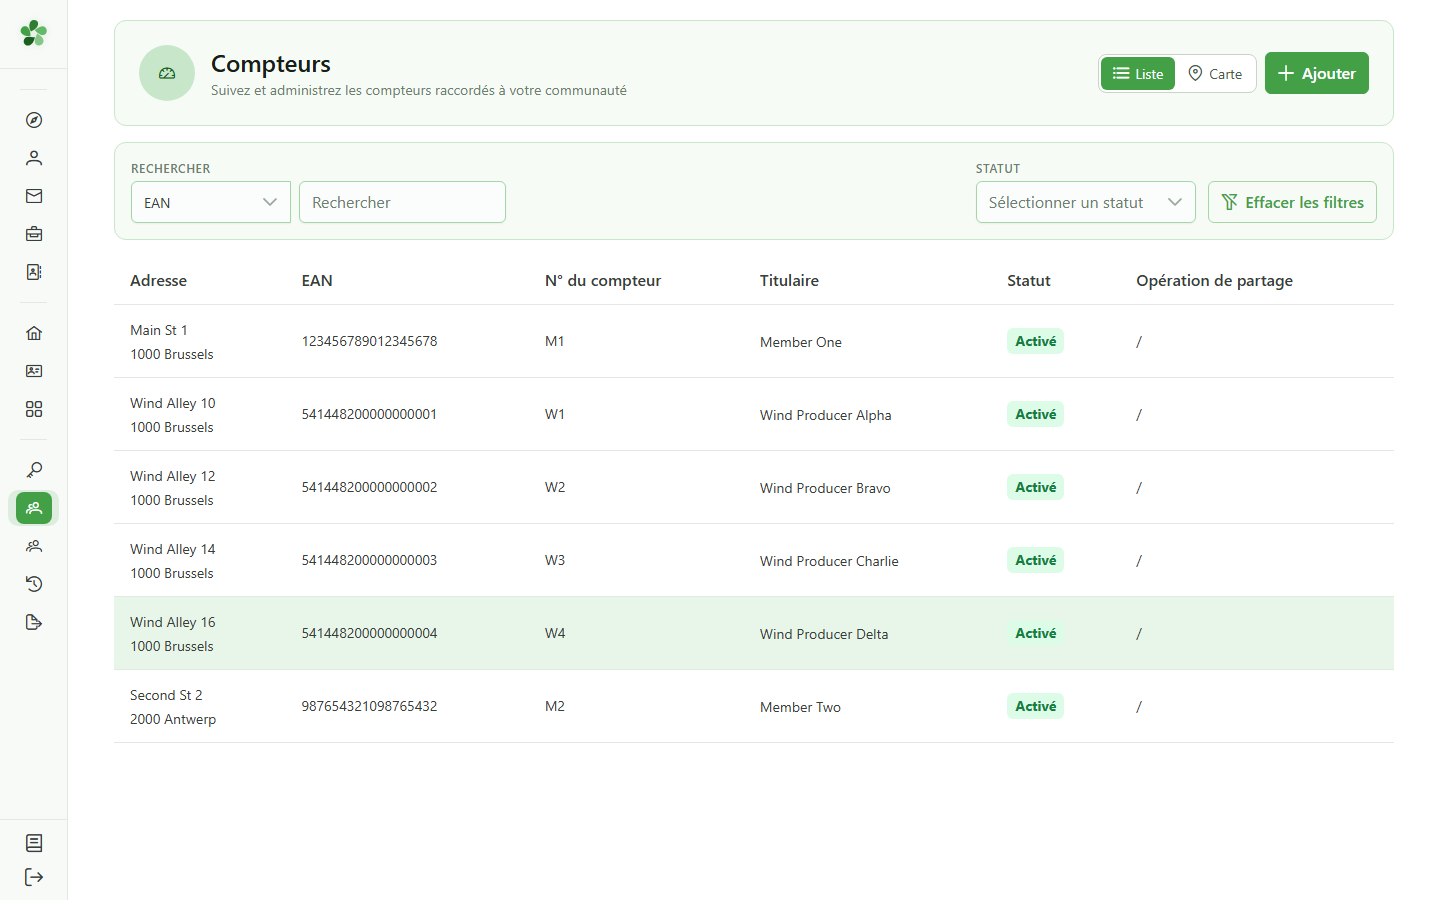 Compteurs
Suivez et administrez les compteurs raccordés à votre communauté
Liste
Carte
Ajouter
RECHERCHER
STATUT
EAN
Rechercher
Sélectionner un statut
Effacer les filtres
Adresse EAN N° du compteur Titulaire Statut Opération de partage
Main St 1
1000 Brussels
123456789012345678 M1 Member One Activé /
Wind Alley 10
1000 Brussels
541448200000000001 W1 Wind Producer Alpha Activé /
Wind Alley 12
1000 Brussels
541448200000000002 W2 Wind Producer Bravo Activé /
Wind Alley 14
1000 Brussels
541448200000000003 W3 Wind Producer Charlie Activé /
Wind Alley 16
1000 Brussels
541448200000000004 W4 Wind Producer Delta Activé /
Second St 2
2000 Antwerp
987654321098765432 M2 Member Two Activé /